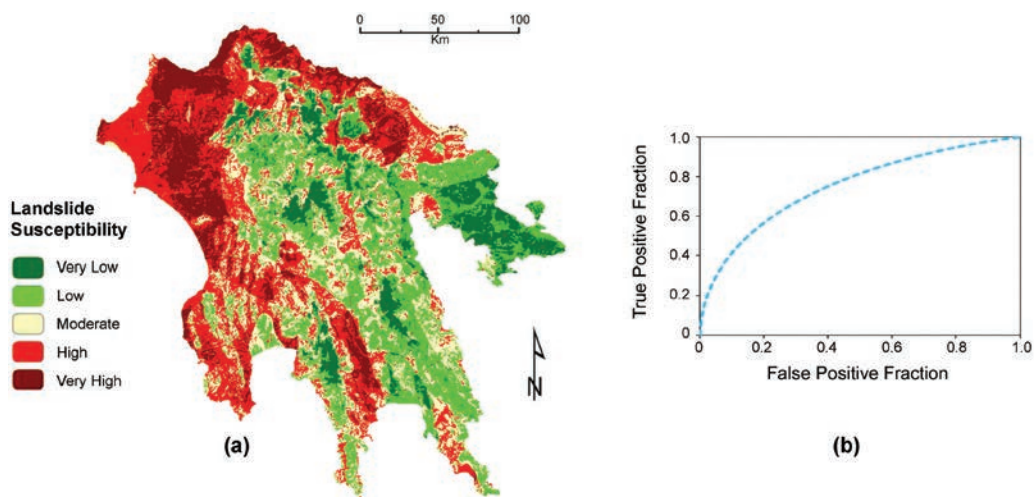 0 50 100
Km
Landslide
Susceptibility
Very Low
Low
Moderate
High
Very High
N
(a)
True Positive Fraction
1.0
0.8
0.6
0.4
0.2
0
0 0.2 0.4 0.6 0.8 1.0
False Positive Fraction
(b)